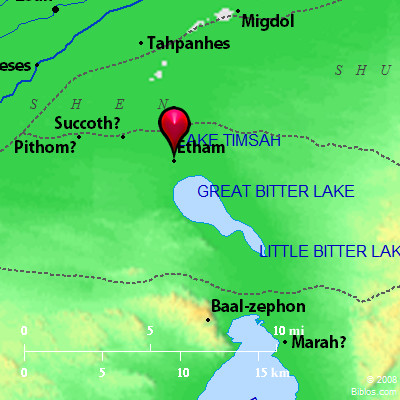 Migdol
Tahpanhes
eses
S H U
S H E N
Succoth?
LAKE TIMSAH
Pithom?
Etham
GREAT BITTER LAKE
LITTLE BITTER LAK
Baal-zephon
0 5 10 mi
Marah?
0 10 15 km
© 2008
Biblos.com